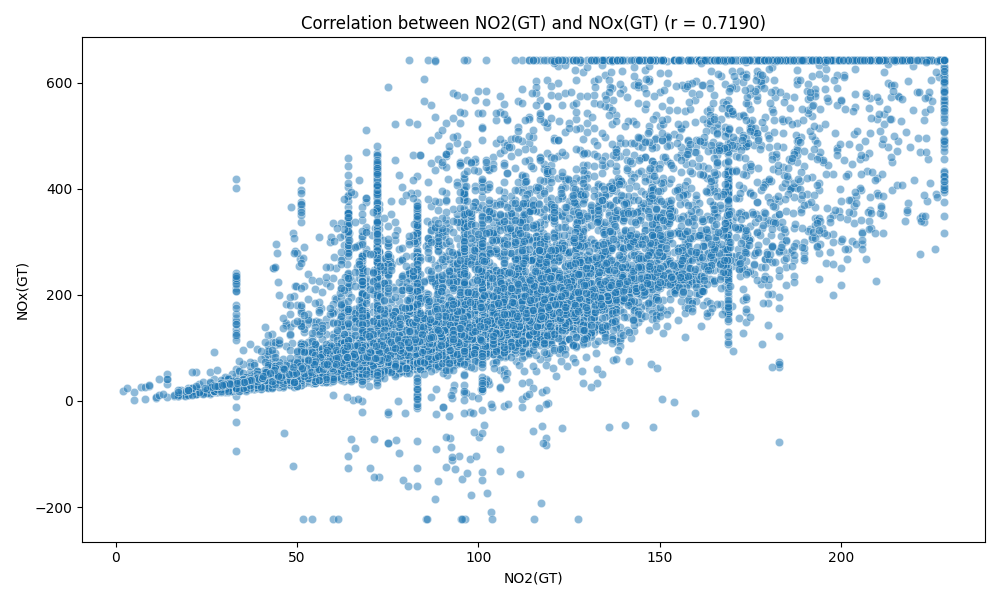 Correlation between NO2(GT) and NOx(GT) (r = 0.7190)
600
400
200
0
−200
NOx(GT)
0 50 100 150 200
NO2(GT)